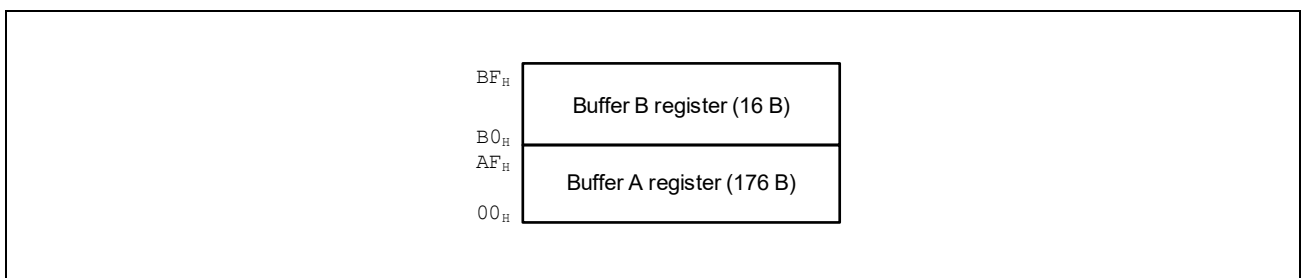 BFH
Buffer B register (16 B)
B0H
AFH
Buffer A register (176 B)
00H